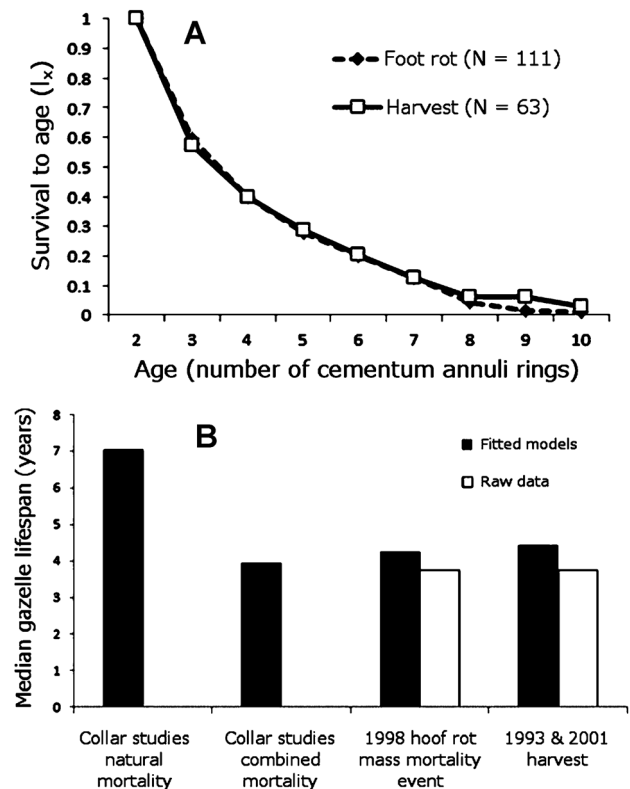 A
Survival to age (lx)
1
0.9
0.8
0.7
0.6
0.5
0.4
0.3
0.2
0.1
0
Foot rot (N = 111)
Harvest (N = 63)
2 3 4 5 6 7 8 9 10
Age (number of cementum annuli rings)
B
Median gazelle lifespan (years)
8
7
6
5
4
3
2
1
0
Fitted models
Raw data
Collar studies
natural
mortality
Collar studies
combined
mortality
1998 hoof rot
mass mortality
event
1993 & 2001
harvest